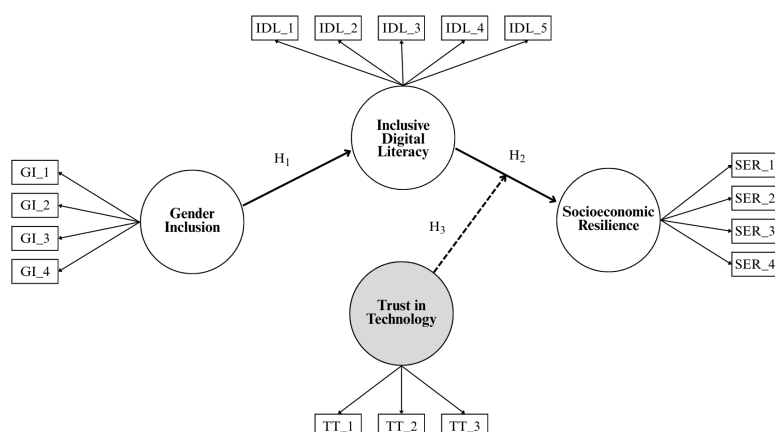 IDL_1 IDL_2 IDL_3 IDL_4 IDL_5
Inclusive
Digital
Literacy
H1
H2
GI_1
GI_2
GI_3
GI_4
Gender
Inclusion
Socioeconomic
Resilience
SER_1
SER_2
SER_3
SER_4
H3
Trust in
Technology
TT_1 TT_2 TT_3